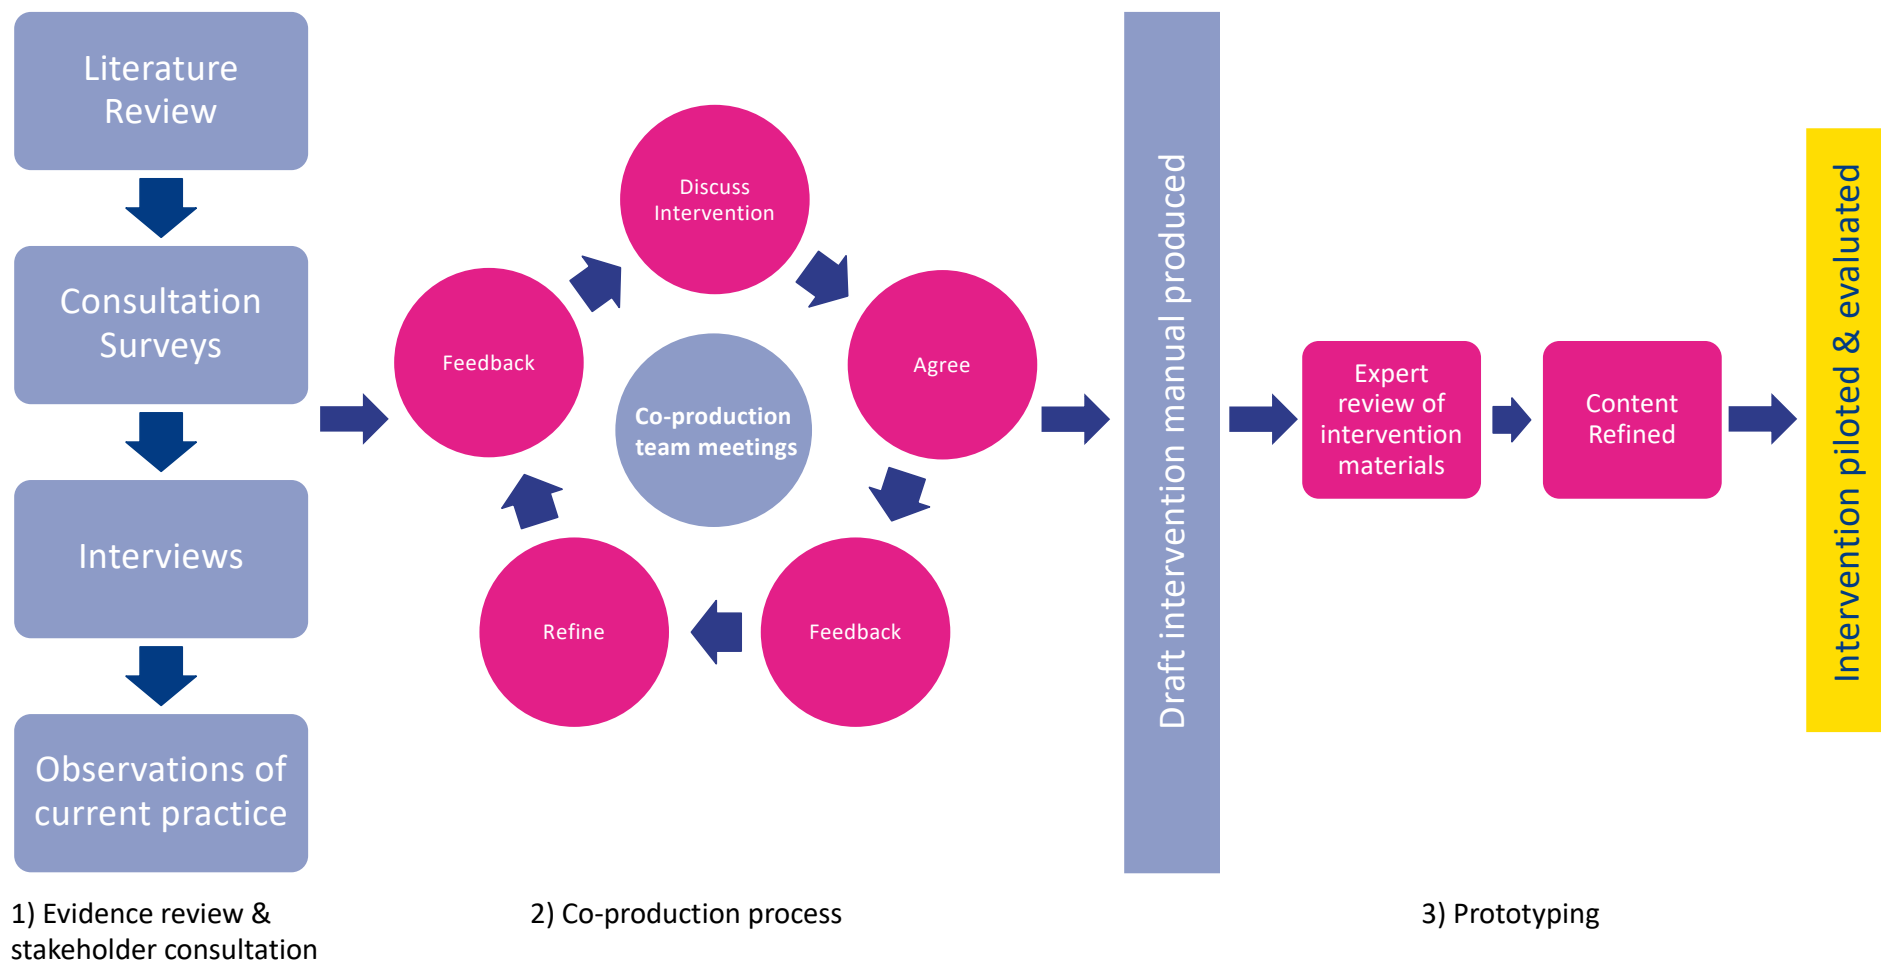 Literature
Review
Consultation
Surveys
Interviews
Observations of
current practice
1) Evidence review &
stakeholder consultation
Discuss
Intervention
Agree
Feedback
Refine
Feedback
Co-production
team meetings
2) Co-production process
Draft intervention manual produced
Expert
review of
intervention
materials
Content
Refined
3) Prototyping
Intervention piloted & evaluated